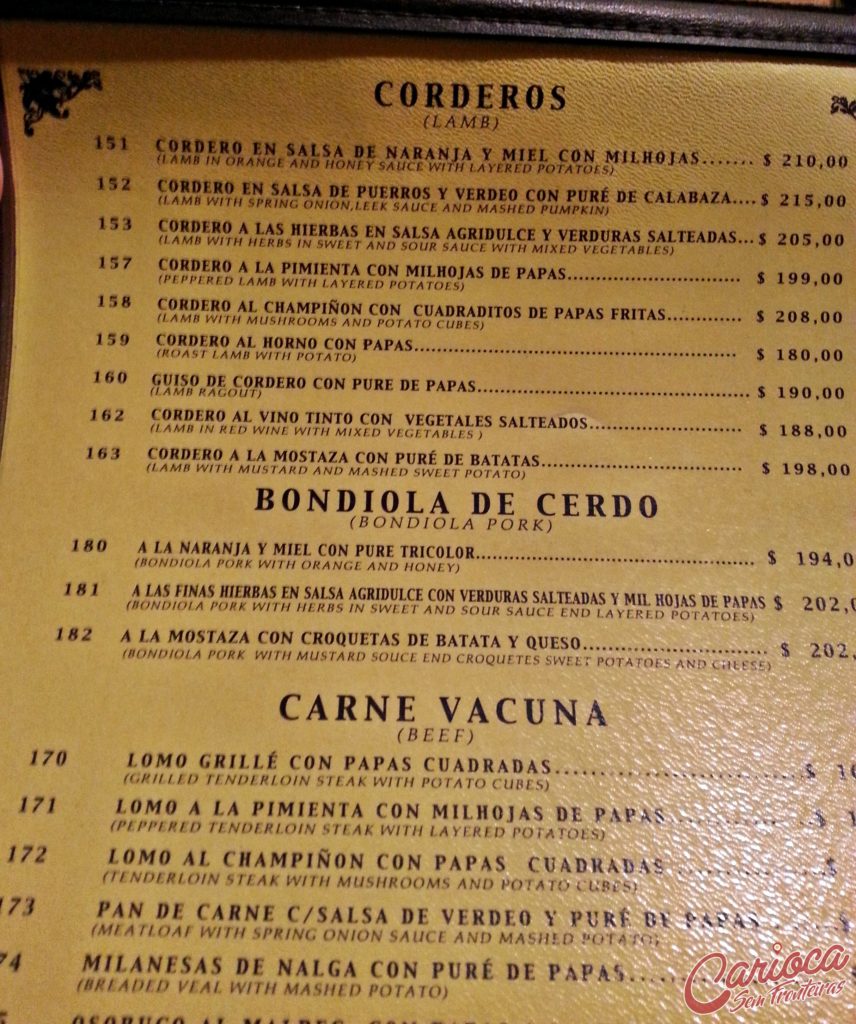 CORDEROS
(LAMB)
151 CORDERO EN SALSA DE NARANJA Y MIEL CON MILHOJAS....... $ 210,00
(LAMB IN ORANGE AND HONEY SAUCE WITH LAYERED POTATOES)
152 CORDERO EN SALSA DE PUERROS Y VERDEO CON PURÉ DE CALABAZA....$ 215,00
(LAMB WITH SPRING ONION,LEEK SAUCE AND MASHED PUMPKIN)
153 CORDERO A LAS HIERBAS EN SALSA AGRIDULCE Y VERDURAS SALTEADAS...$ 205,00
(LAMB WITH HERBS IN SWEET AND SOUR SAUCE WITH MIXED VEGETABLES)
157 CORDERO A LA PIMIENTA CON MILHOJAS DE PAPAS............................... $ 199,00
(PEPPERED LAMB WITH LAYERED POTATOES)
158 CORDERO AL CHAMPIÑON CON CUADRADITOS DE PAPAS FRITAS............. $ 208,00
(LAMB WITH MUSHROOMS AND POTATO CUBES)
159 CORDERO AL HORNO CON PAPAS......................................................... $ 180,00
(ROAST LAMB WITH POTATO)
160 GUISO DE CORDERO CON PURE DE PAPAS................................................ $ 190,00
(LAMB RAGOUT)
162 CORDERO AL VINO TINTO CON VEGETALES SALTEADOS........................... $ 188,00
(LAMB IN RED WINE WITH MIXED VEGETABLES )
163 CORDERO A LA MOSTAZA CON PURÉ DE BATATAS.................................. $ 198,00
(LAMB WITH MUSTARD AND MASHED SWEET POTATO)
BONDIOLA DE CERDO
(BONDIOLA PORK)
180 A LA NARANJA Y MIEL CON PURE TRICOLOR................................................ $ 194,0
(BONDIOLA PORK WITH ORANGE AND HONEY)
181 A LAS FINAS HIERBAS EN SALSA AGRIDULCE CON VERDURAS SALTEADAS Y MIL HOJAS DE PAPAS $ 202,0
(BONDIOLA PORK WITH HERBS IN SWEET AND SOUR SAUCE END LAYERED POTATOES)
182 A LA MOSTAZA CON CROQUETAS DE BATATA Y QUESO.............................. $ 202,
(BONDIOLA PORK WITH MUSTARD SOUCE END CROQUETES SWEET POTATOES AND CHEESE)
CARNE VACUNA
(BEEF)
170 LOMO GRILLÉ CON PAPAS CUADRADAS.................................$
(GRILLED TENDERLOIN STEAK WITH POTATO CUBES)
171 LOMO A LA PIMIENTA CON MILHOJAS DE PAPAS ................$
(PEPPERED TENDERLOIN STEAK WITH LAYERED POTATOES)
172 LOMO AL CHAMPIÑON CON PAPAS CUADRADAS ................$
(TENDERLOIN STEAK WITH MUSHROOMS AND POTATO CUBES)
173 PAN DE CARNE C/SALSA DE VERDEO Y PURÉ DE PAPAS ........$
(MEATLOAF WITH SPRING ONION SAUCE AND MASHED POTATO)
74 MILANESAS DE NALGA CON PURÉ DE PAPAS.....
(BREADED VEAL WITH MASHED POTATO)
OSOBUCO AL MALBEC CON
Carioca
Sem Fronteiras